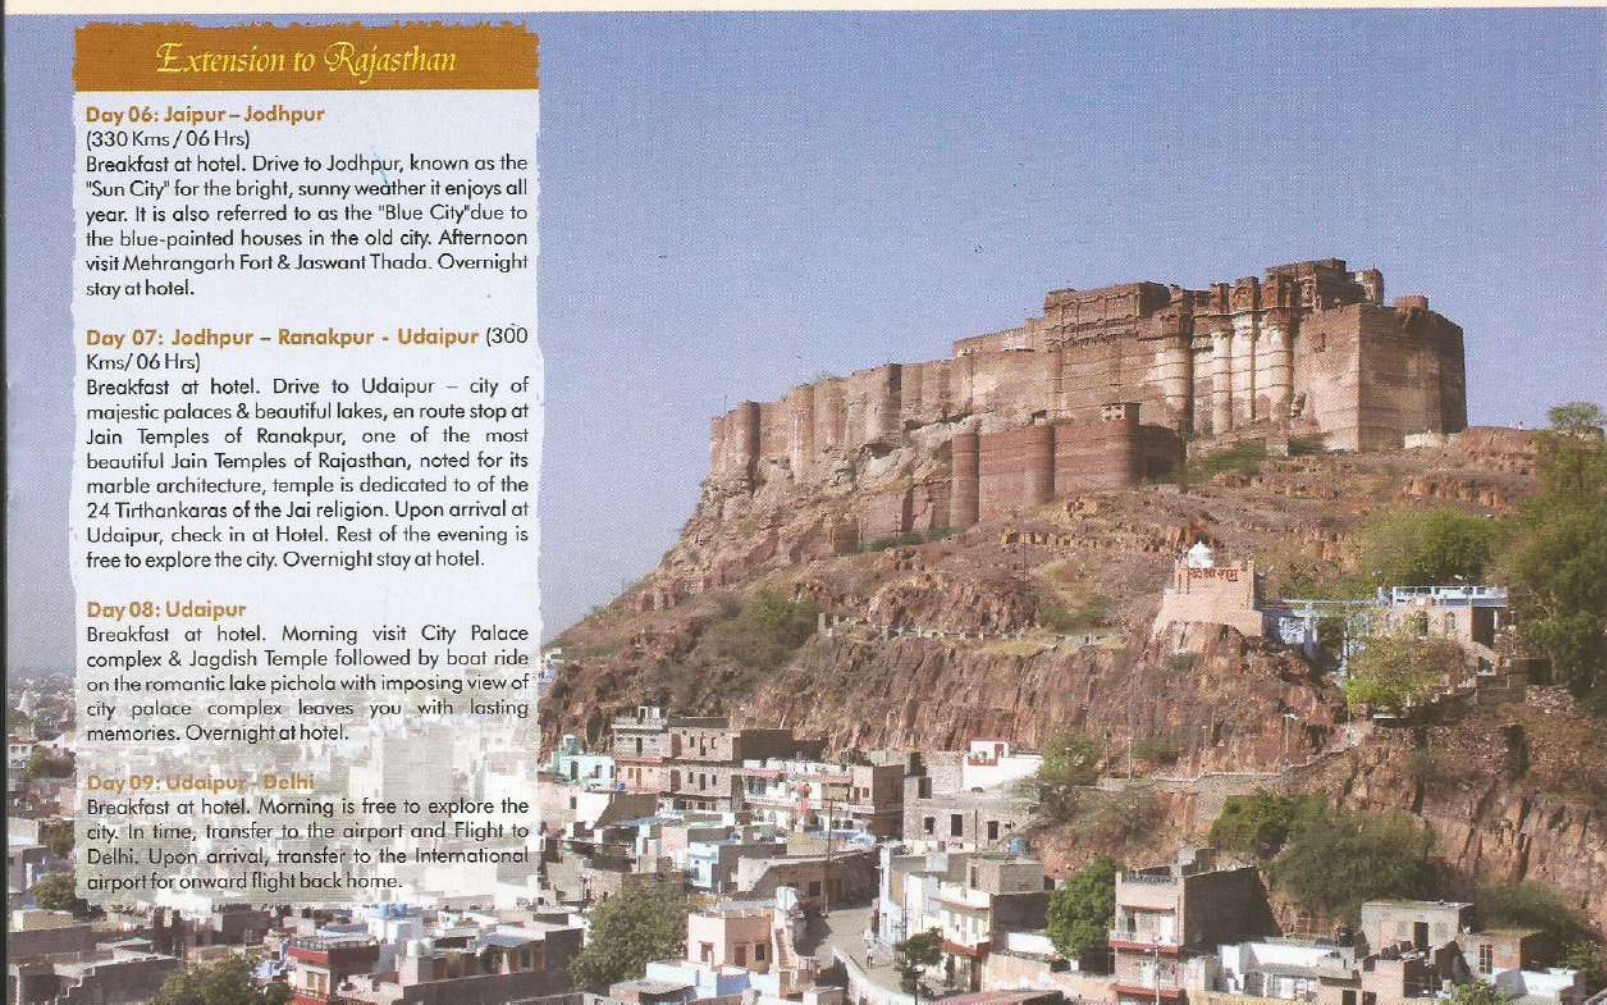 Extension to Rajasthan
Day 06: Jaipur – Jodhpur
(330 Kms / 06 Hrs)
Breakfast at hotel. Drive to Jodhpur, known as the
"Sun City" for the bright, sunny weather it enjoys all
year. It is also referred to as the "Blue City"due to
the blue-painted houses in the old city. Afternoon
visit Mehrangarh Fort & Jaswant Thada. Overnight
stay at hotel.
Day 07: Jodhpur – Ranakpur - Udaipur (300
Kms/ 06 Hrs)
Breakfast at hotel. Drive to Udaipur – city of
majestic palaces & beautiful lakes, en route stop at
Jain Temples of Ranakpur, one of the most
beautiful Jain Temples of Rajasthan, noted for its
marble architecture, temple is dedicated to of the
24 Tirthankaras of the Jai religion. Upon arrival at
Udaipur, check in at Hotel. Rest of the evening is
free to explore the city. Overnight stay at hotel.
Day 08: Udaipur
Breakfast at hotel. Morning visit City Palace
complex & Jagdish Temple followed by boat ride
on the romantic lake pichola with imposing view of
city palace complex leaves you with lasting
memories. Overnight at hotel.
Day 09: Udaipur - Delhi
Breakfast at hotel. Morning is free to explore the
city. In time, transfer to the airport and Flight to
Delhi. Upon arrival, transfer to the International
airport for onward flight back home.